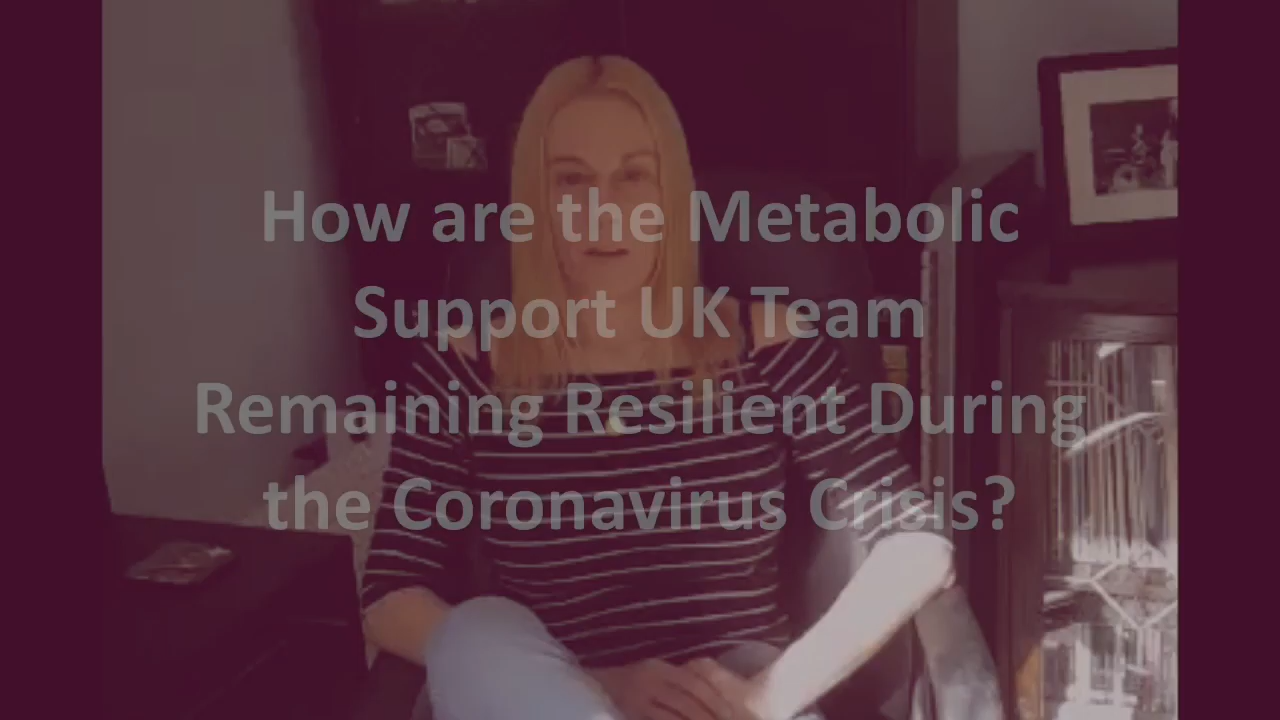 How are the Metabolic
Support UK Team
Remaining Resilient During
the Coronavirus Crisis?